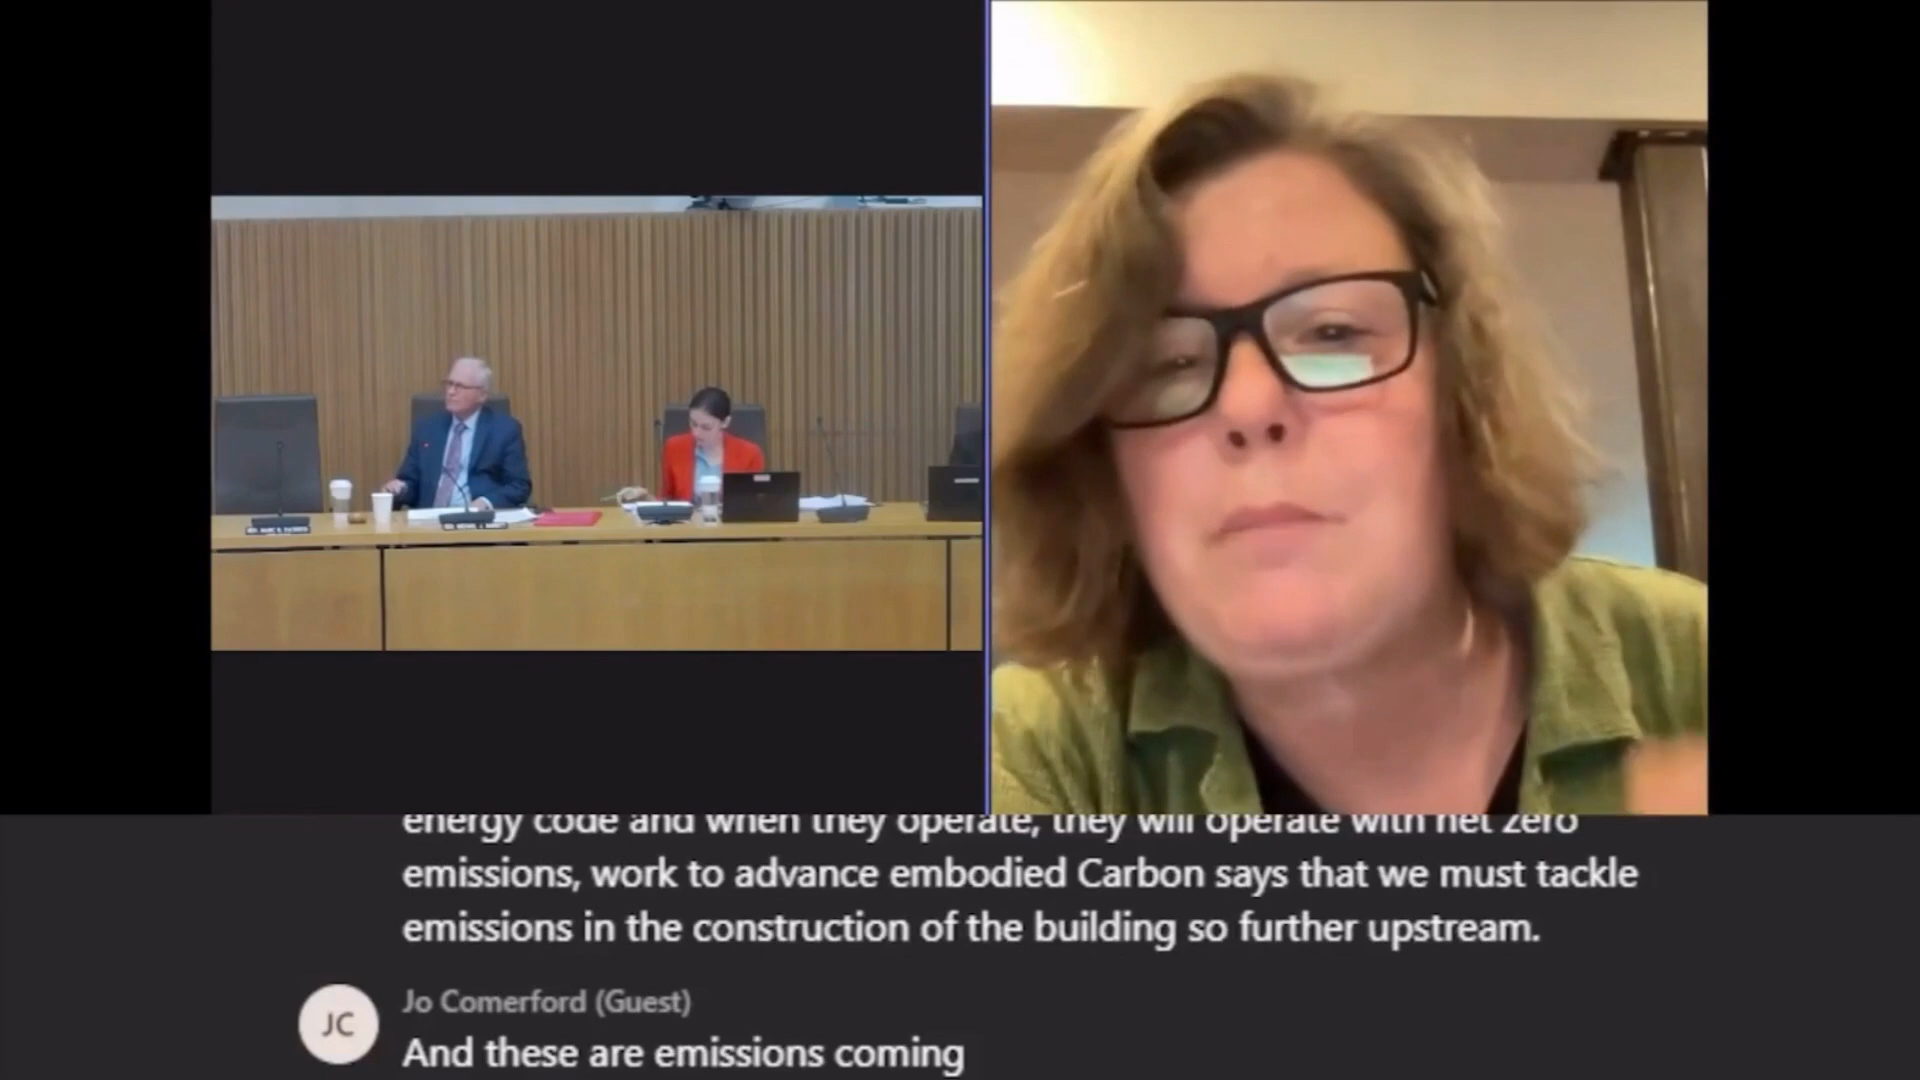 energy code and when they operate, they will operate with net zero
emissions, work to advance embodied Carbon says that we must tackle
emissions in the construction of the building so further upstream.
JC
Jo Comerford (Guest)
And these are emissions coming